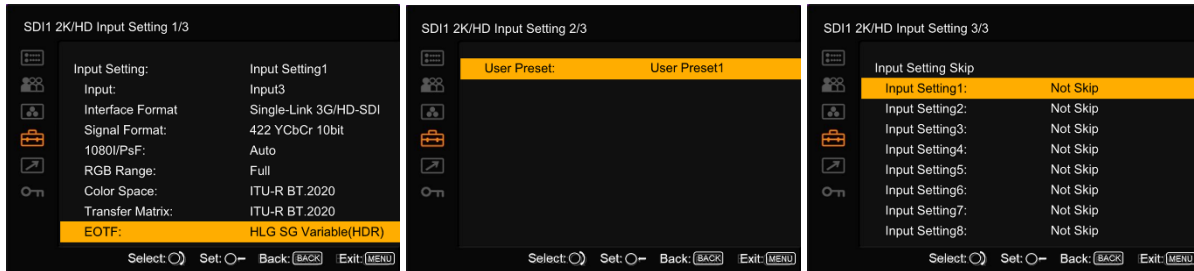 SDI1 2K/HD Input Setting 1/3
Input Setting: Input Setting1
Input: Input3
Interface Format Single-Link 3G/HD-SDI
Signal Format: 422 YCbCr 10bit
1080I/PsF: Auto
RGB Range: Full
Color Space: ITU-R BT.2020
Transfer Matrix: ITU-R BT.2020
EOTF: HLG SG Variable(HDR)
Select: Set: Back: BACK Exit: MENU
SDI1 2K/HD Input Setting 2/3
User Preset: User Preset1
Select: Set: Back: BACK Exit: MENU
SDI1 2K/HD Input Setting 3/3
Input Setting Skip
Input Setting1: Not Skip
Input Setting2: Not Skip
Input Setting3: Not Skip
Input Setting4: Not Skip
Input Setting5: Not Skip
Input Setting6: Not Skip
Input Setting7: Not Skip
Input Setting8: Not Skip
Select: Set: Back: BACK Exit: MENU